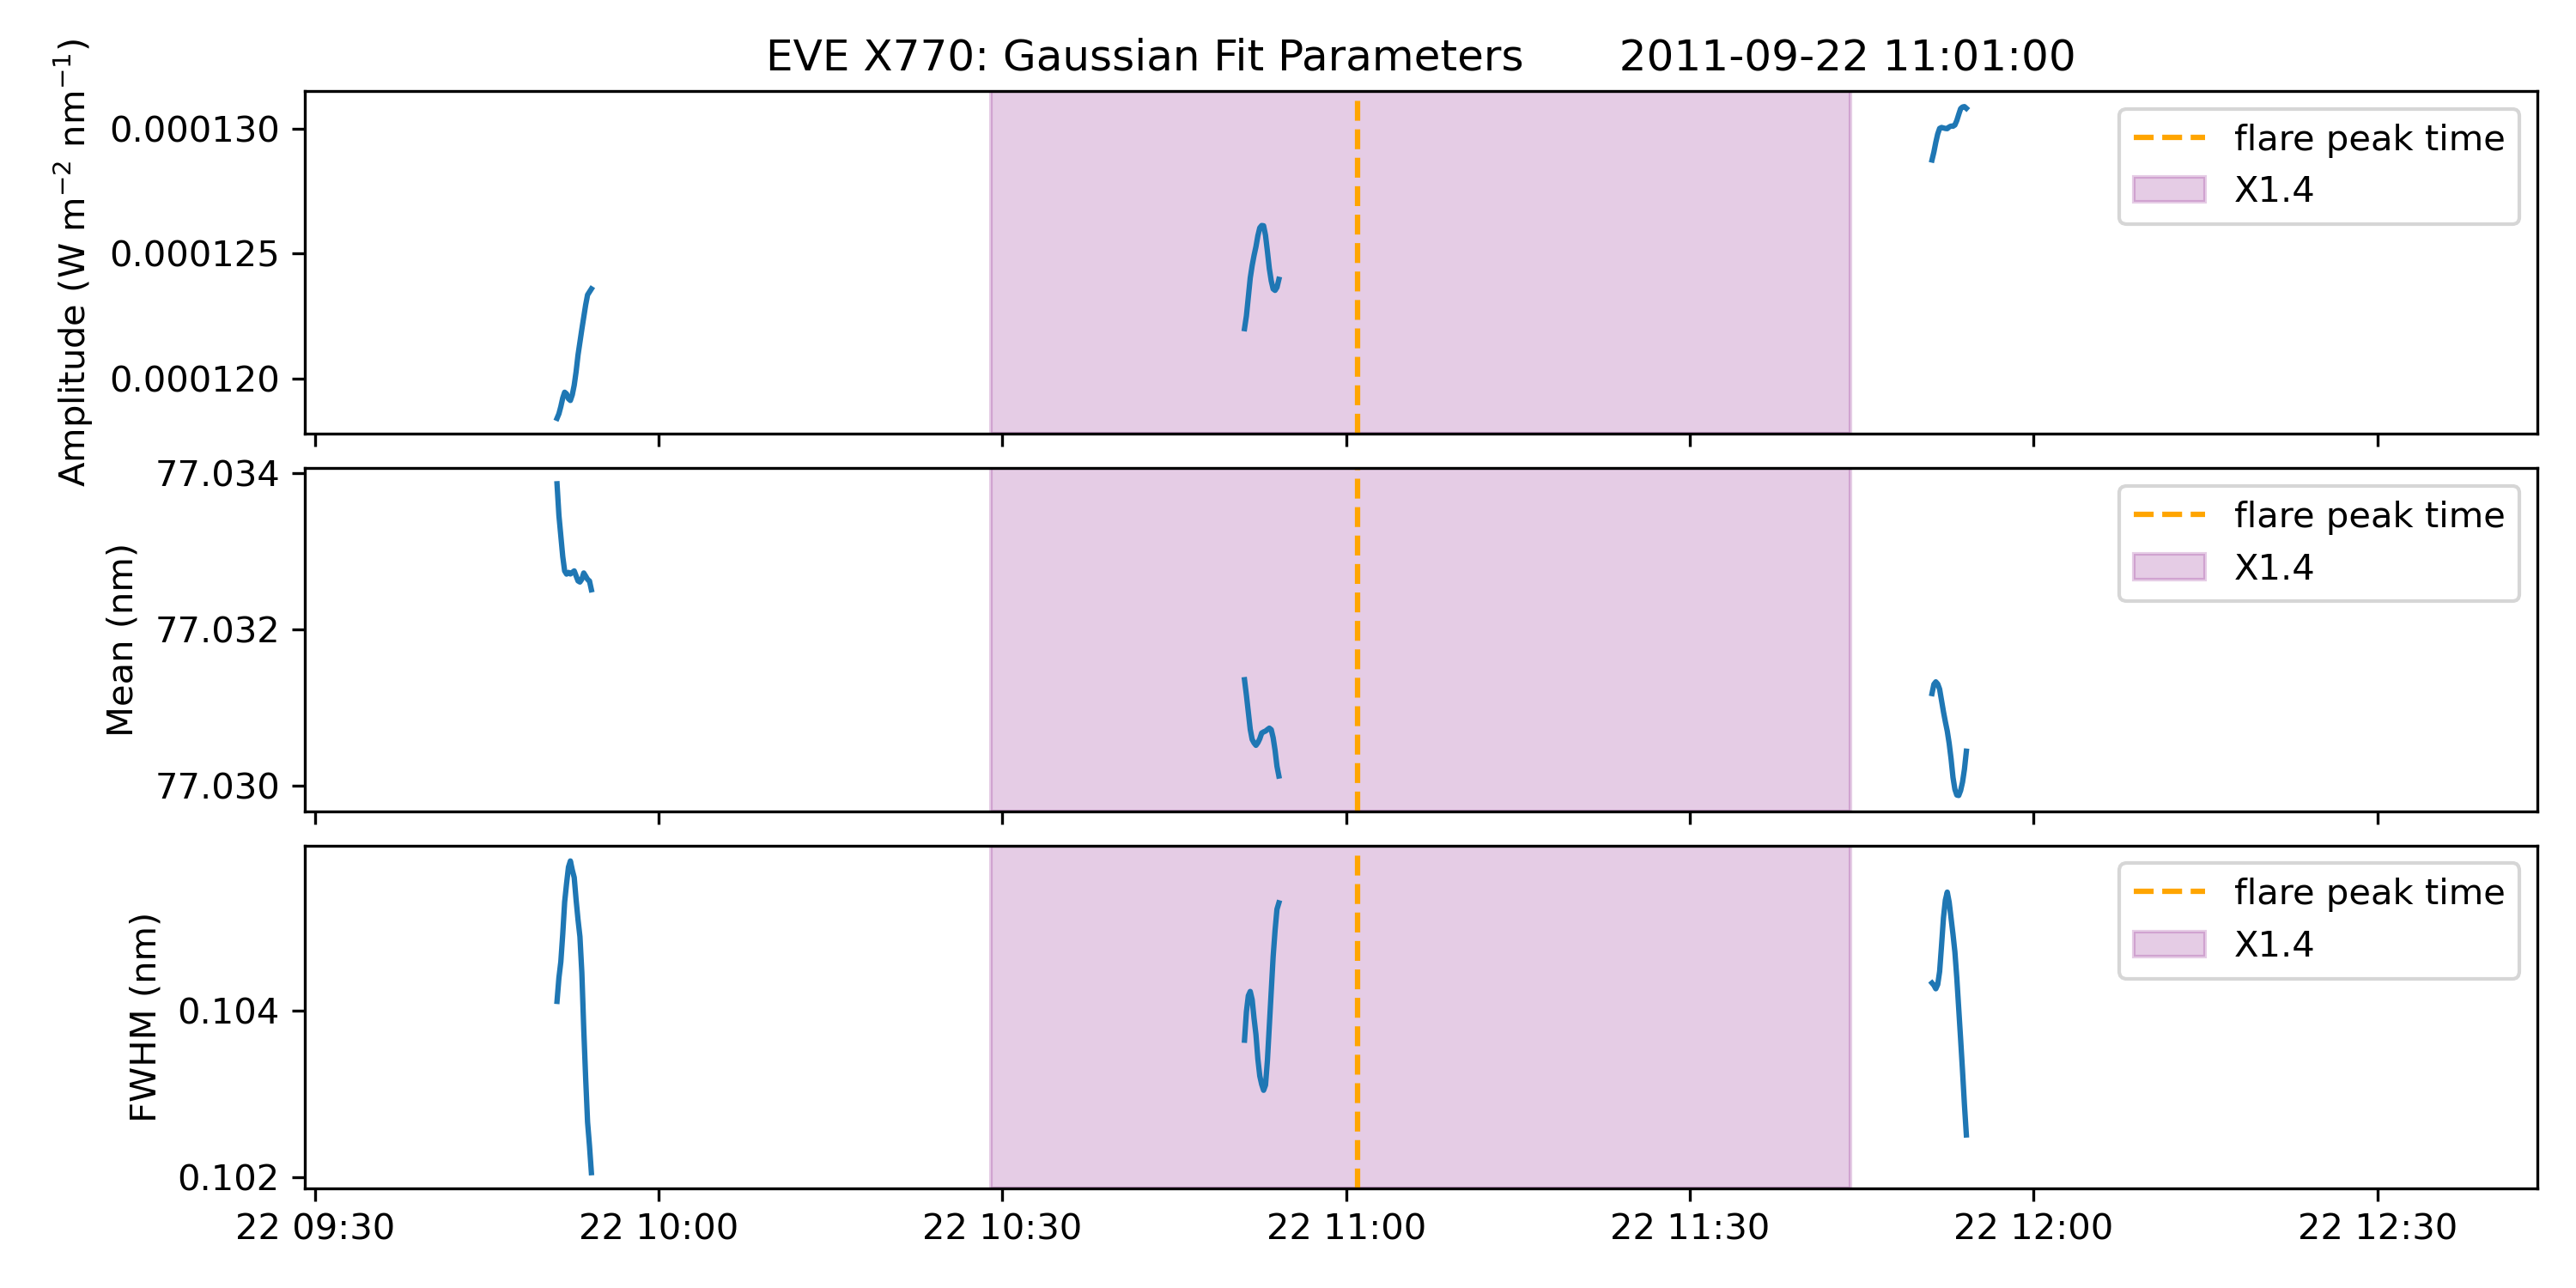 EVE X770: Gaussian Fit Parameters 2011-09-22 11:01:00
Amplitude (W m⁻² nm⁻¹)
0.000130
0.000125
0.000120
flare peak time
X1.4
Mean (nm)
77.034
77.032
77.030
flare peak time
X1.4
FWHM (nm)
0.104
0.102
flare peak time
X1.4
22 09:30 22 10:00 22 10:30 22 11:00 22 11:30 22 12:00 22 12:30